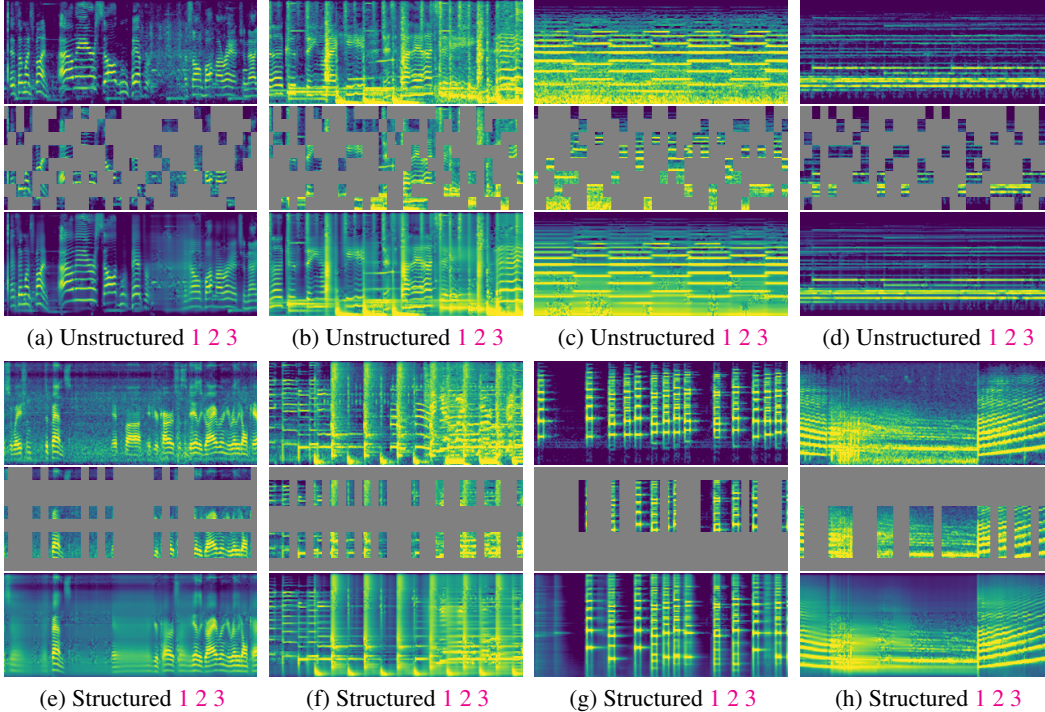 (a) Unstructured 1 2 3
(b) Unstructured 1 2 3
(c) Unstructured 1 2 3
(d) Unstructured 1 2 3
(e) Structured 1 2 3
(f) Structured 1 2 3
(g) Structured 1 2 3
(h) Structured 1 2 3